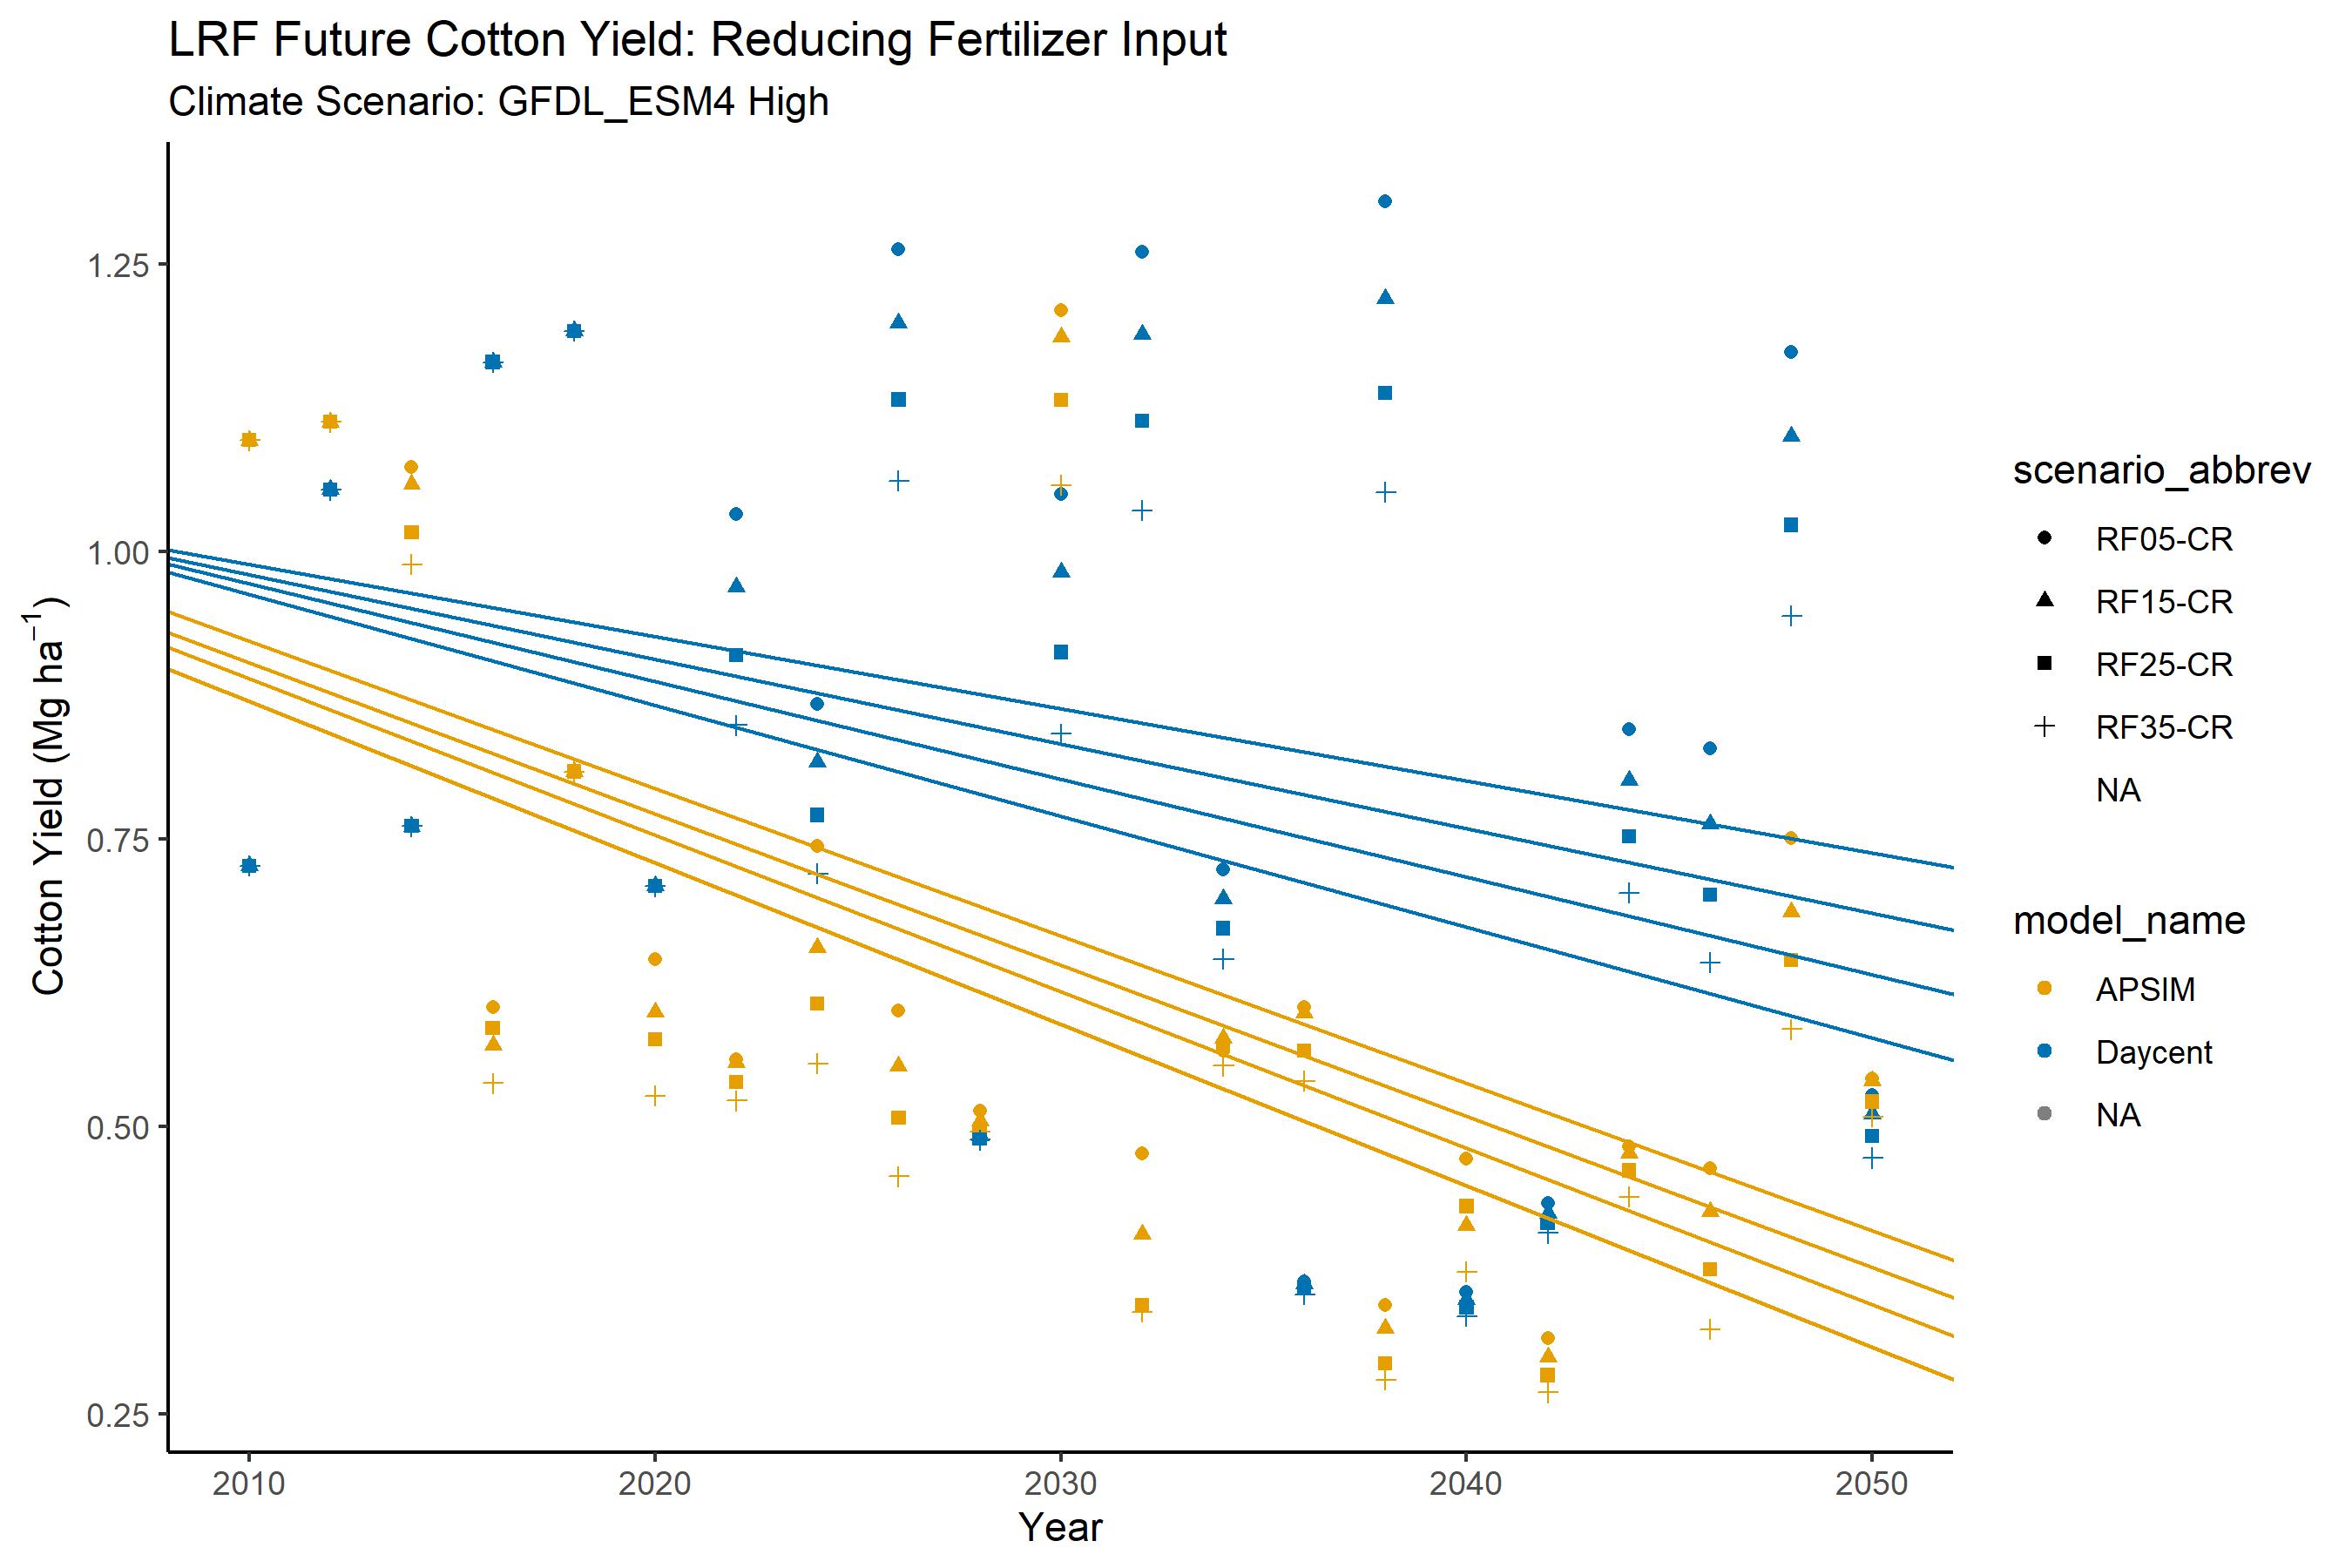 LRF Future Cotton Yield: Reducing Fertilizer Input
Climate Scenario: GFDL_ESM4 High
Cotton Yield (Mg ha⁻¹)
1.25
1.00
0.75
0.50
0.25
2010 2020 2030 2040 2050
Year
scenario_abbrev
RF05-CR
RF15-CR
RF25-CR
RF35-CR
NA
model_name
APSIM
Daycent
NA